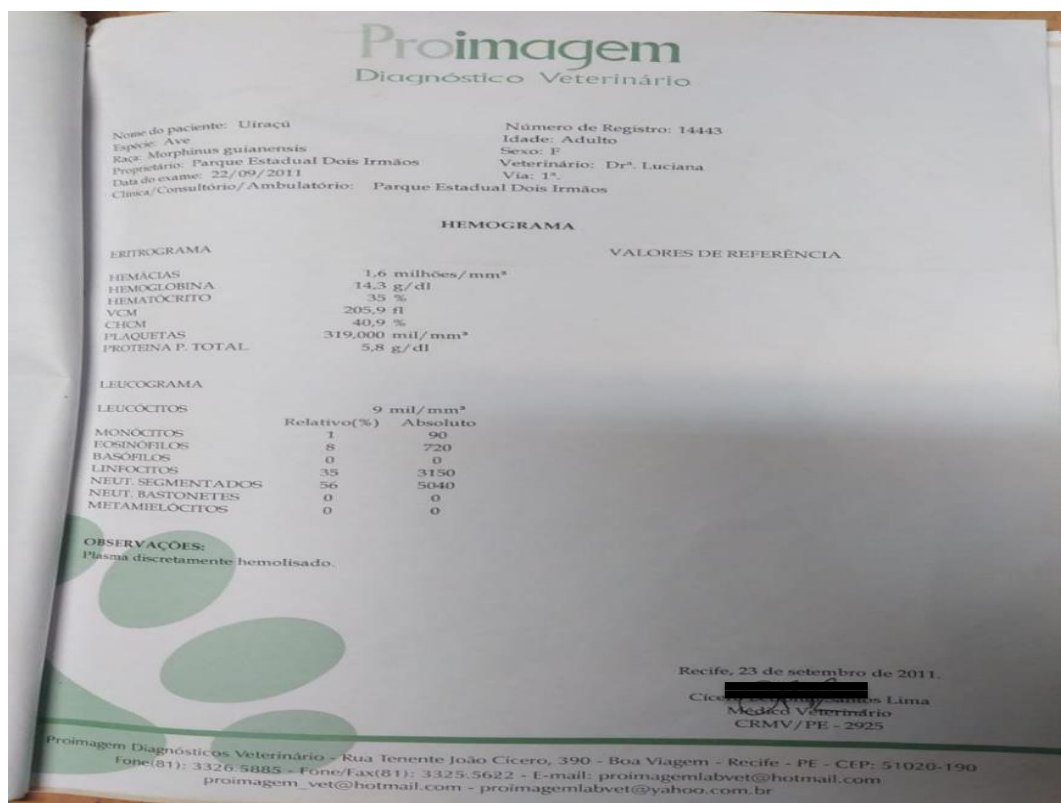 Proimagem
Diagnóstico Veterinário
Nome do paciente: Uiraçú
Espécie: Ave
Raça: Morphinus guianensis
Proprietário: Parque Estadual Dois Irmãos
Data do exame: 22/09/2011
Clínica/Consultório/Ambulatório: Parque Estadual Dois Irmãos
Número de Registro: 14443
Idade: Adulto
Sexo: F
Veterinário: Drª. Luciana
Via: 1ª.
HEMOGRAMA
ERITROGRAMA VALORES DE REFERÊNCIA
HEMÁCIAS 1,6 milhões/mm³
HEMOGLOBINA 14,3 g/dl
HEMATÓCRITO 35 %
VCM 205,9 fl
CHCM 40,9 %
PLAQUETAS 319,000 mil/mm³
PROTEINA P. TOTAL 5,8 g/dl
LEUCOGRAMA
LEUCÓCITOS 9 mil/mm³
Relativo(%) Absoluto
MONÓCITOS 1 90
EOSINÓFILOS 8 720
BASÓFILOS 0 0
LINFOCITOS 35 3150
NEUT. SEGMENTADOS 56 5040
NEUT. BASTONETES 0 0
METAMIELÓCITOS 0 0
OBSERVAÇÕES:
Plasma discretamente hemolisado.
Recife, 23 de setembro de 2011.
Lima
Médico Veterinário
CRMV/PE - 2925
Proimagem Diagnósticos Veterinário - Rua Tenente João Cícero, 390 - Boa Viagem - Recife - PE - CEP: 51020-190
Fone(81): 3326.5885 - Fone/Fax(81): 3325.5622 - E-mail: proimagemlabvet@hotmail.com
proimagem_vet@hotmail.com - proimagemlabvet@yahoo.com.br